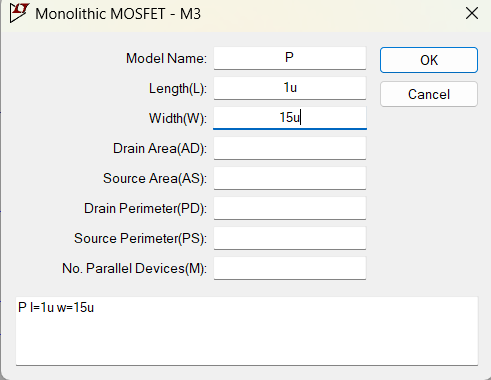 Monolithic MOSFET - M3
Model Name: P
OK
Length(L): 1u
Cancel
Width(W): 15u
Drain Area(AD):
Source Area(AS):
Drain Perimeter(PD):
Source Perimeter(PS):
No. Parallel Devices(M):
P l=1u w=15u